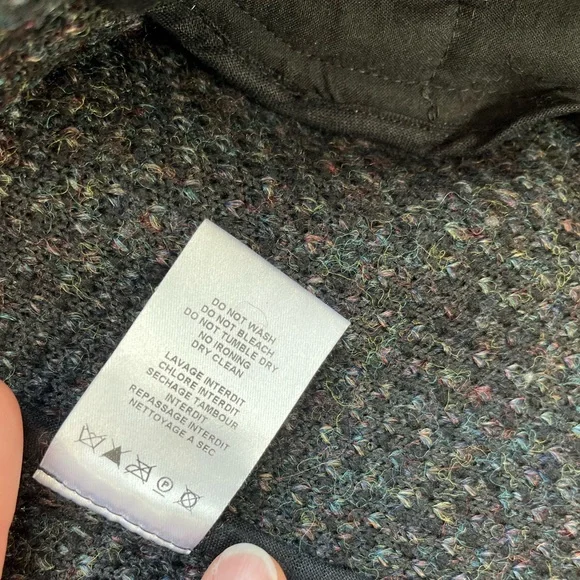 DO NOT WASH
DO NOT BLEACH
DO NOT TUMBLE DRY
NO IRONING
DRY CLEAN
LAVAGE INTERDIT
CHLORE INTERDIT
SECHAGE TAMBOUR
INTERDIT
REPASSAGE INTERDIT
NETTOYAGE A SEC
P